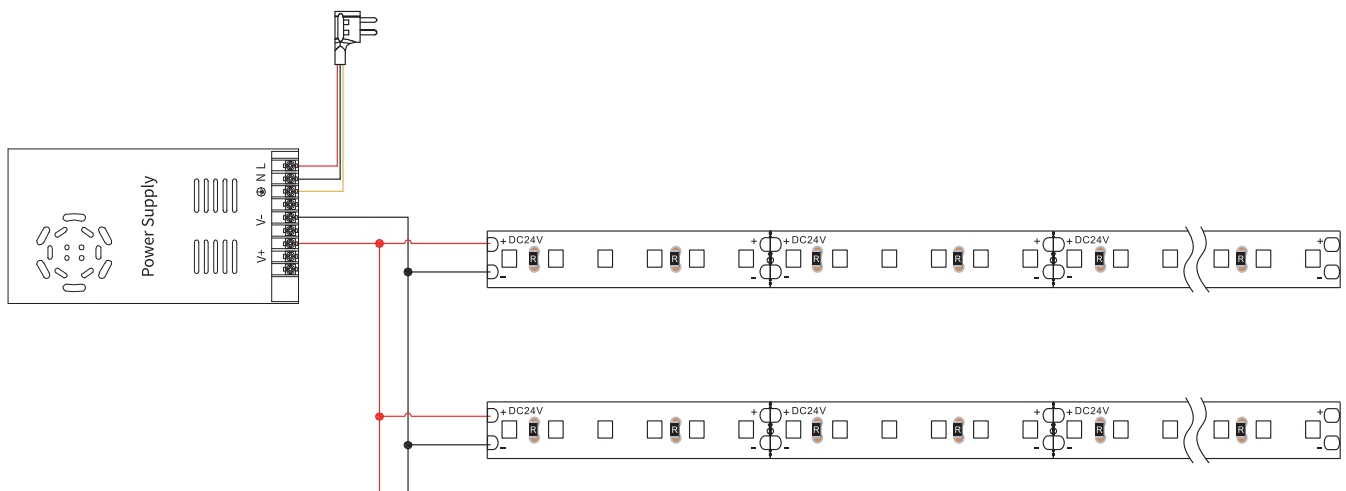 Power Supply
L
N
V-
V+
+ DC24V + + DC24V + + DC24V +
R R R R R R
- - - - - -
+ DC24V + + DC24V + + DC24V +
R R R R R R
- - - - - -